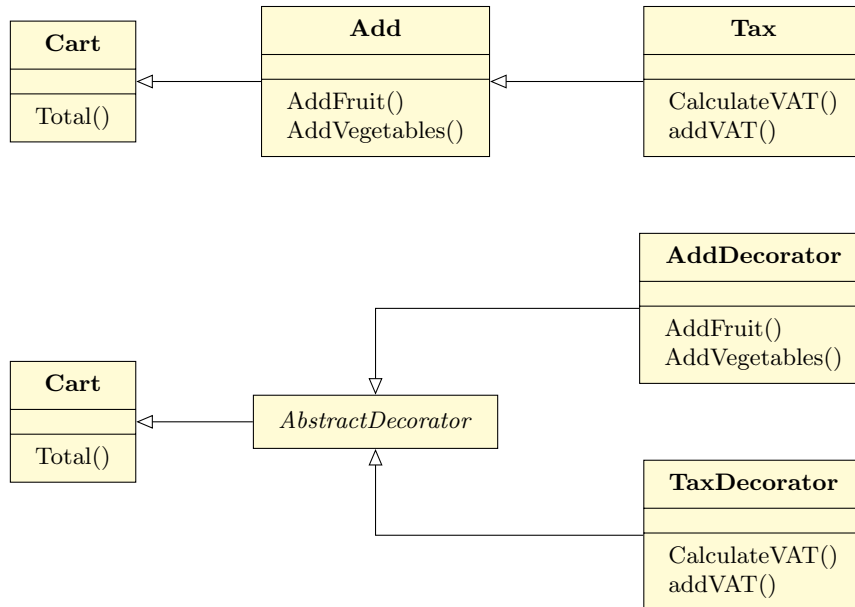 Cart
Total()
Add
AddFruit()
AddVegetables()
Tax
CalculateVAT()
addVAT()
Cart
Total()
AbstractDecorator
AddDecorator
AddFruit()
AddVegetables()
TaxDecorator
CalculateVAT()
addVAT()